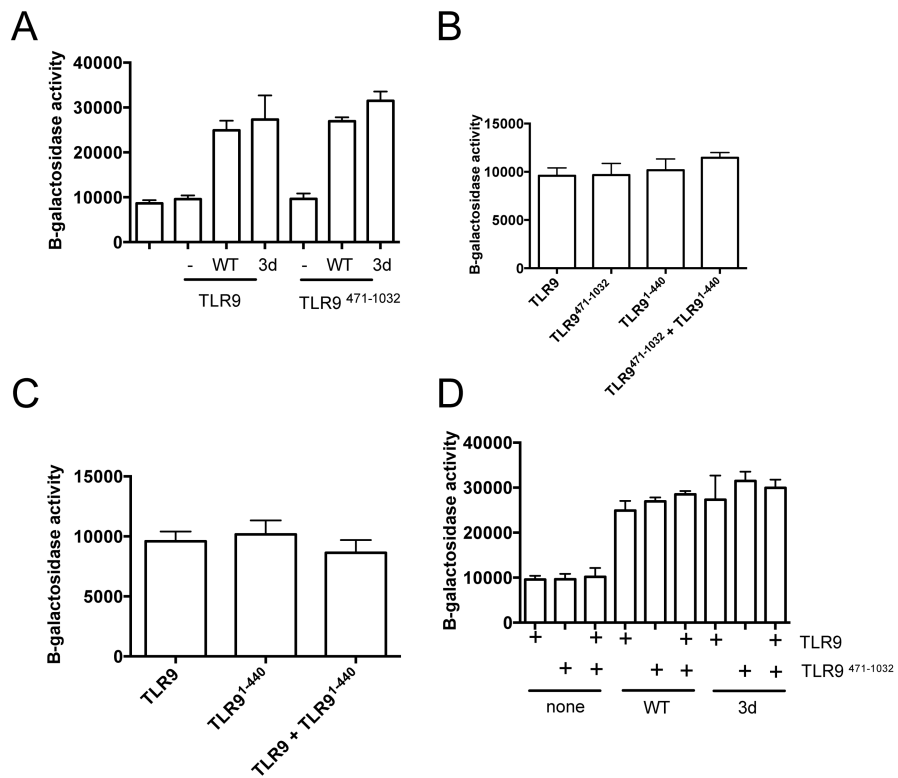 A
B-galactosidase activity
40000
30000
20000
10000
0
- WT 3d - WT 3d
TLR9 TLR9 471-1032
B
B-galactosidase activity
15000
10000
5000
0
TLR9
TLR9471-1032
TLR91-440
TLR9471-1032 + TLR91-440
C
B-galactosidase activity
15000
10000
5000
0
TLR9
TLR91-440
TLR9 + TLR91-440
D
B-galactosidase activity
40000
30000
20000
10000
0
+ + + + + + TLR9
+ + + + + + TLR9 471-1032
none WT 3d